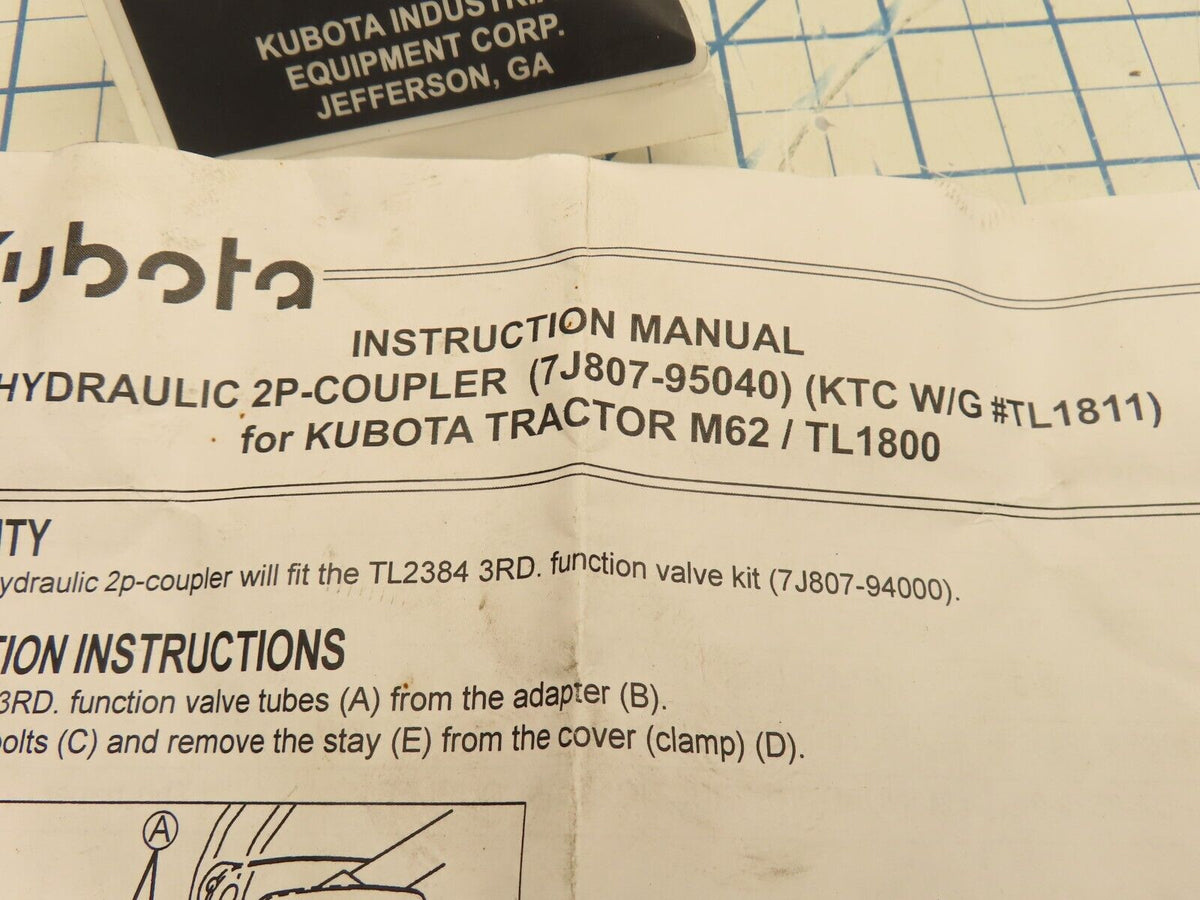 KUBOTA INDUSTRI
EQUIPMENT CORP.
JEFFERSON, GA
Kubota
INSTRUCTION MANUAL
HYDRAULIC 2P-COUPLER (7J807-95040) (KTC W/G #TL1811)
for KUBOTA TRACTOR M62 / TL1800
ITY
ydraulic 2p-coupler will fit the TL2384 3RD. function valve kit (7J807-94000).
TION INSTRUCTIONS
3RD. function valve tubes (A) from the adapter (B).
olts (C) and remove the stay (E) from the cover (clamp) (D).
A